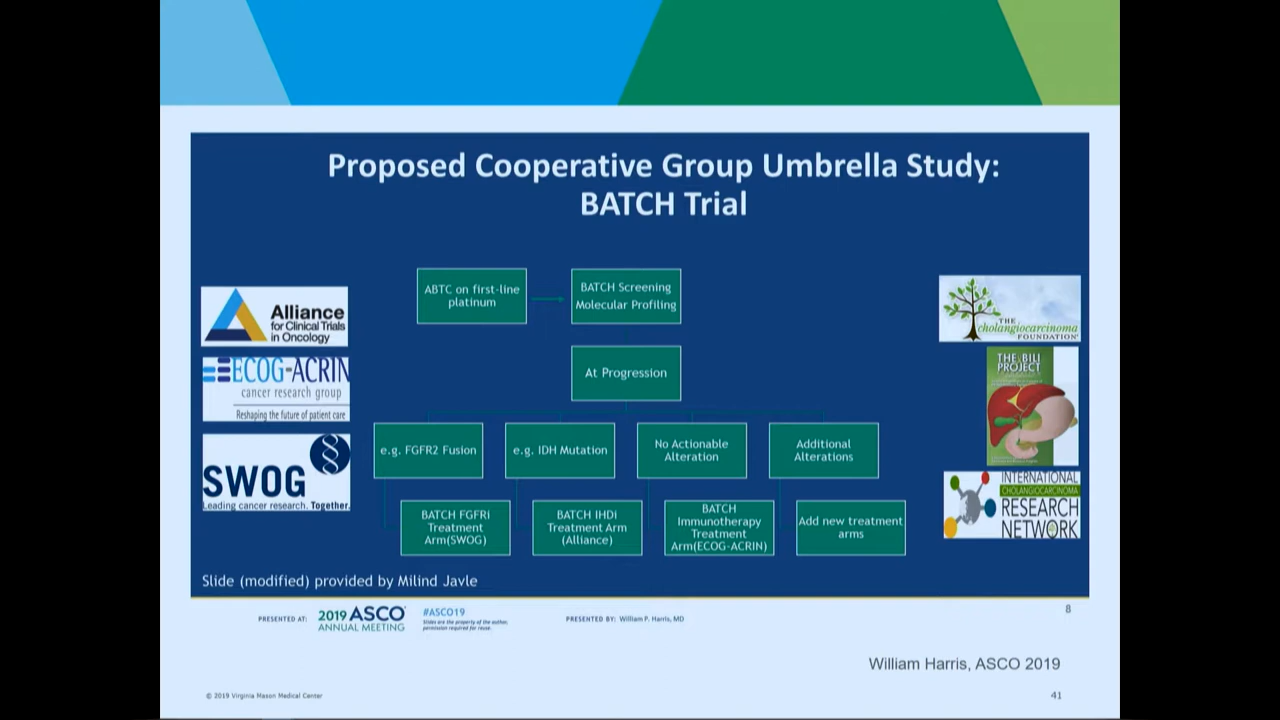 Proposed Cooperative Group Umbrella Study:
BATCH Trial
ABTC on first-line
platinum
BATCH Screening
Molecular Profiling
At Progression
e.g. FGFR2 Fusion
e.g. IDH Mutation
No Actionable
Alteration
Additional
Alterations
BATCH FGFRi
Treatment
Arm(SWOG)
BATCH IHDi
Treatment Arm
(Alliance)
BATCH
Immunotherapy
Treatment
Arm(ECOG-ACRIN)
Add new treatment
arms
Alliance
for Clinical Trials
in Oncology
ECOG-ACRIN
cancer research group
Reshaping the future of patient care
SWOG
Leading cancer research. Together.
THE
cholangiocarcinoma
FOUNDATION
THE BILI
PROJECT
INTERNATIONAL
CHOLANGIOCARCINOMA
RESEARCH
NETWORK
Slide (modified) provided by Milind Javle
PRESENTED AT:
2019 ASCO
ANNUAL MEETING
#ASCO19
Slides are the property of the author,
permission required for reuse.
PRESENTED BY: William P. Harris, MD
8
William Harris, ASCO 2019
© 2019 Virginia Mason Medical Center
41